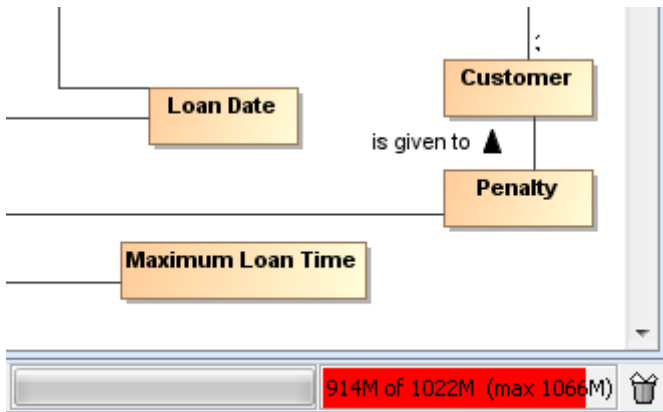 Customer
Loan Date
is given to
Penalty
Maximum Loan Time
914M of 1022M (max 1066M)